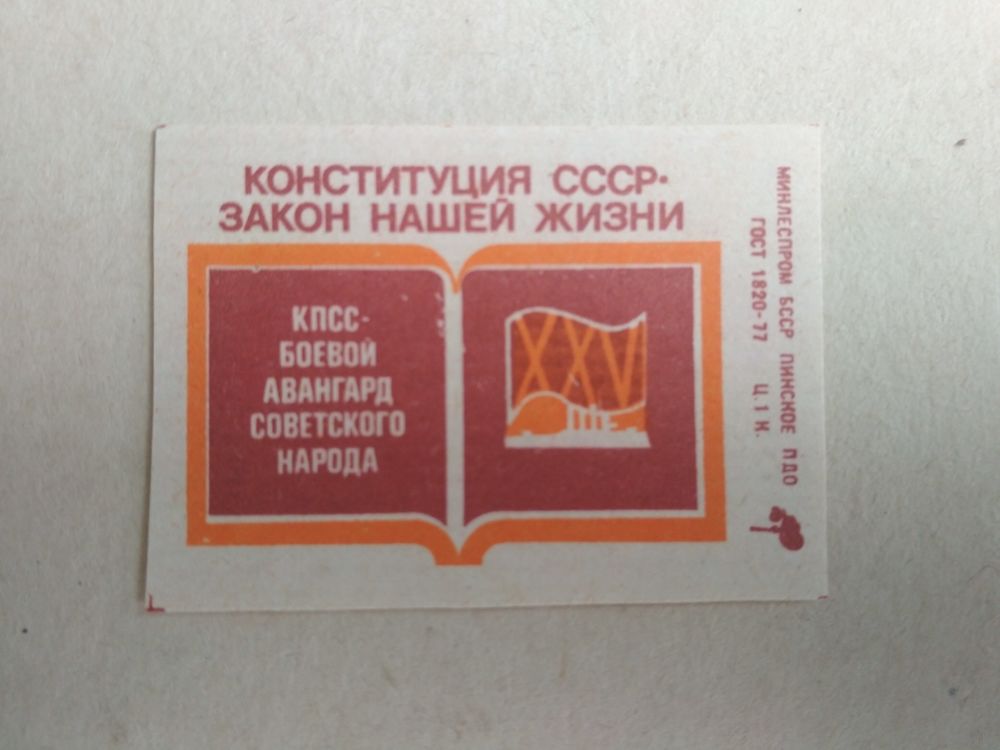 КОНСТИТУЦИЯ СССР-
ЗАКОН НАШЕЙ ЖИЗНИ
КПСС-
БОЕВОЙ
АВАНГАРД
СОВЕТСКОГО
НАРОДА
XXV
МИНЛЕСПРОМ БССР ПИНСКОЕ ПДО
ГОСТ 1820-77 Ц. 1 К.